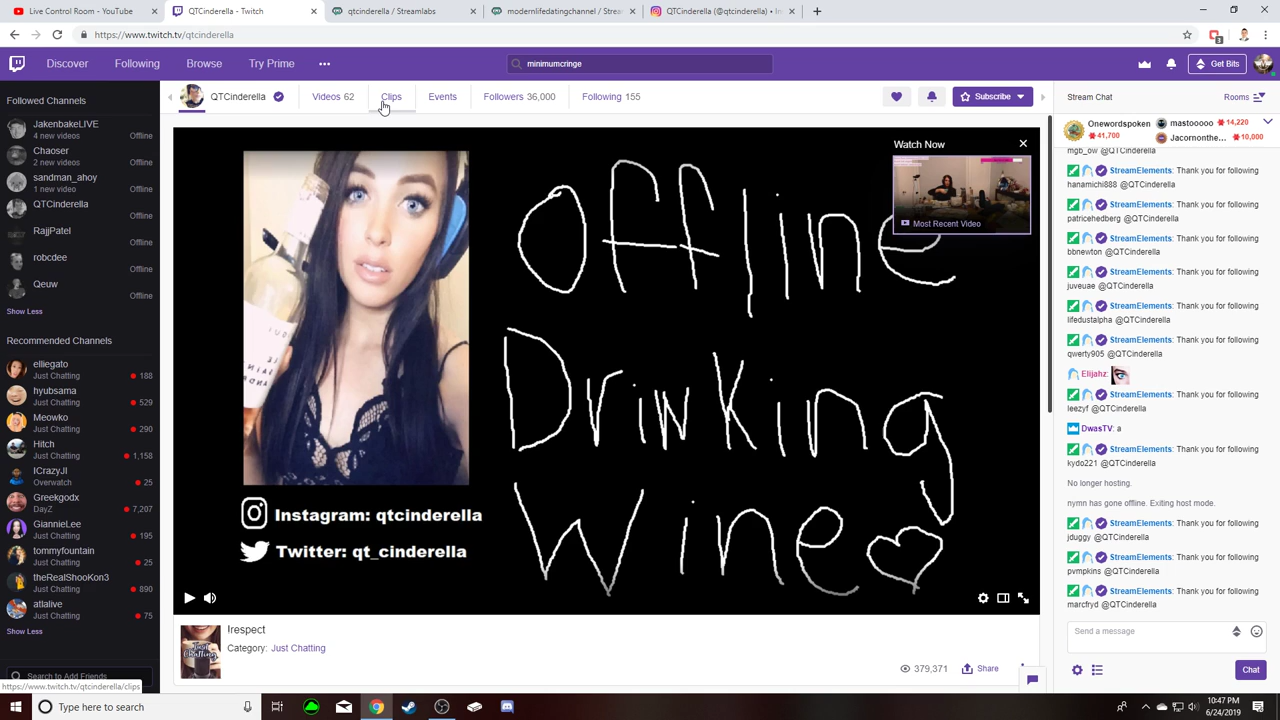 Live Control Room - YouTube
QTCinderella - Twitch
qtcinderella / Streamlabs
modernlifedatingchannel / Stream
QTCinderella (@qtcinderella) • In
https://www.twitch.tv/qtcinderella
3
Discover
Following
Browse
Try Prime
minimumcringe
Get Bits
QTCinderella
Videos 62
Clips
Events
Followers 36,000
Following 155
Subscribe
Followed Channels
JakenbakeLIVE
4 new videos Offline
Chaoser
2 new videos Offline
sandman_ahoy
1 new video Offline
QTCinderella
Offline
RajjPatel
Offline
robcdee
Offline
Qeuw
Offline
Show Less
Recommended Channels
elliegato
Just Chatting 188
hyubsama
Just Chatting 529
Meowko
Just Chatting 290
Hitch
Just Chatting 1,158
ICrazyJI
Overwatch 25
Greekgodx
DayZ 7,207
GiannieLee
Just Chatting 195
tommyfountain
Just Chatting 25
theRealShooKon3
Just Chatting 890
atlalive
Just Chatting 75
Show Less
Search to Add Friends
https://www.twitch.tv/qtcinderella/clips
Offline
Drinking
Wine
Instagram: qtcinderella
Twitter: qt_cinderella
Watch Now
Most Recent Video
Irespect
Category: Just Chatting
Just Chatting
379,371
Share
Stream Chat
Rooms
Onewordspoken
41,700
mastooooo 14,220
Jacornonthe... 10,000
mgb_ow @QTCinderella
StreamElements: Thank you for following
hanamichi888 @QTCinderella
StreamElements: Thank you for following
patricehedberg @QTCinderella
StreamElements: Thank you for following
bbnewton @QTCinderella
StreamElements: Thank you for following
juveuae @QTCinderella
StreamElements: Thank you for following
lifedustalpha @QTCinderella
StreamElements: Thank you for following
qwerty905 @QTCinderella
Elijahz:
StreamElements: Thank you for following
leezyf @QTCinderella
DwasTV: a
StreamElements: Thank you for following
kydo221 @QTCinderella
No longer hosting.
nymn has gone offline. Exiting host mode.
StreamElements: Thank you for following
jduggy @QTCinderella
StreamElements: Thank you for following
pvmpkins @QTCinderella
StreamElements: Thank you for following
marcfryd @QTCinderella
Send a message
Chat
Type here to search
10:47 PM
6/24/2019